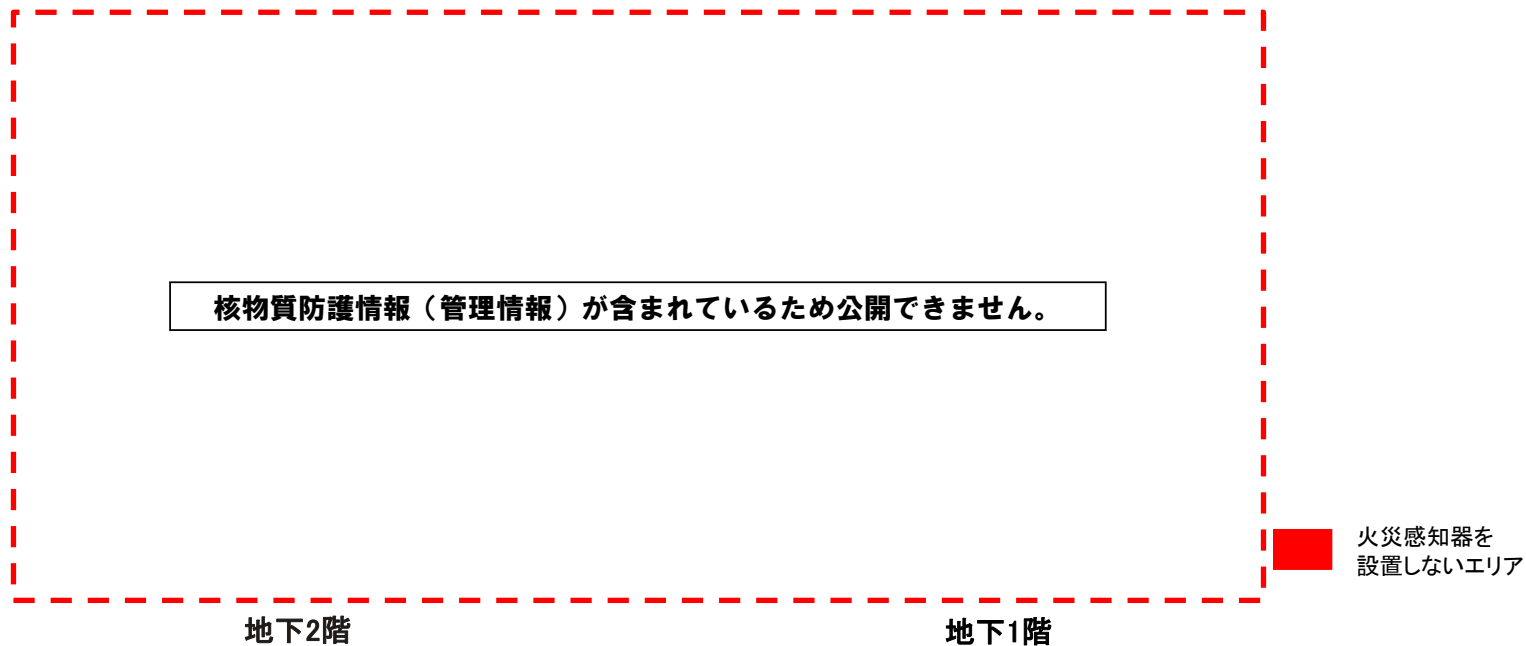 核物質防護情報（管理情報）が含まれているため公開できません。
火災感知器を
設置しないエリア
地下2階
地下1階